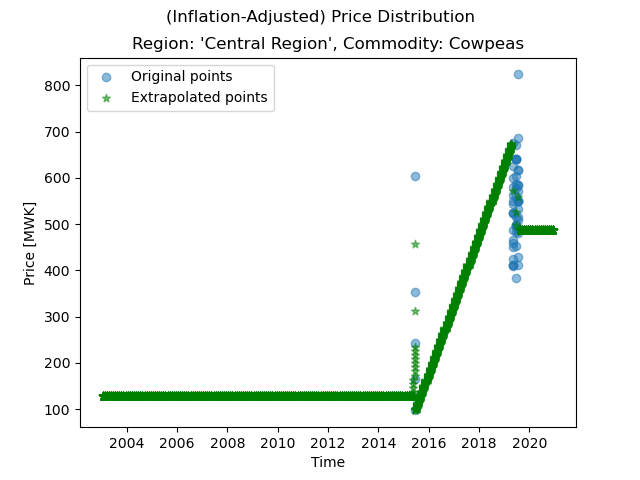 (Inflation-Adjusted) Price Distribution
Region: 'Central Region', Commodity: Cowpeas
Original points
Extrapolated points
Price [MWK]
800
700
600
500
400
300
200
100
2004 2006 2008 2010 2012 2014 2016 2018 2020
Time